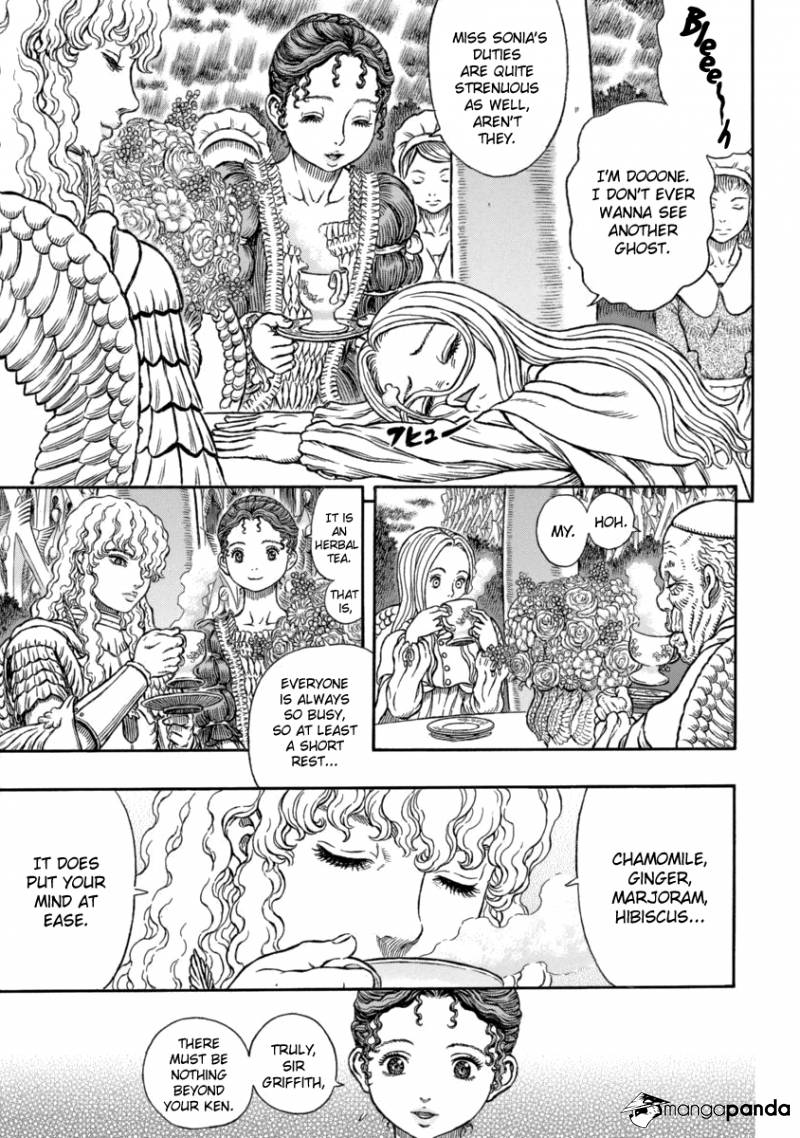 Bleee~h
I'M DOOONE.
I DON'T EVER
WANNA SEE
ANOTHER
GHOST.
MISS SONIA'S
DUTIES
ARE QUITE
STRENUOUS
AS WELL,
AREN'T
THEY.
アヒュー
HOH.
MY.
IT IS
AN
HERBAL
TEA.
THAT
IS,
EVERYONE
IS ALWAYS
SO BUSY,
SO AT LEAST
A SHORT
REST...
CHAMOMILE,
GINGER,
MARJORAM,
HIBISCUS...
IT DOES
PUT YOUR
MIND AT
EASE.
TRULY,
SIR
GRIFFITH,
THERE
MUST BE
NOTHING
BEYOND
YOUR KEN.
mangapanda